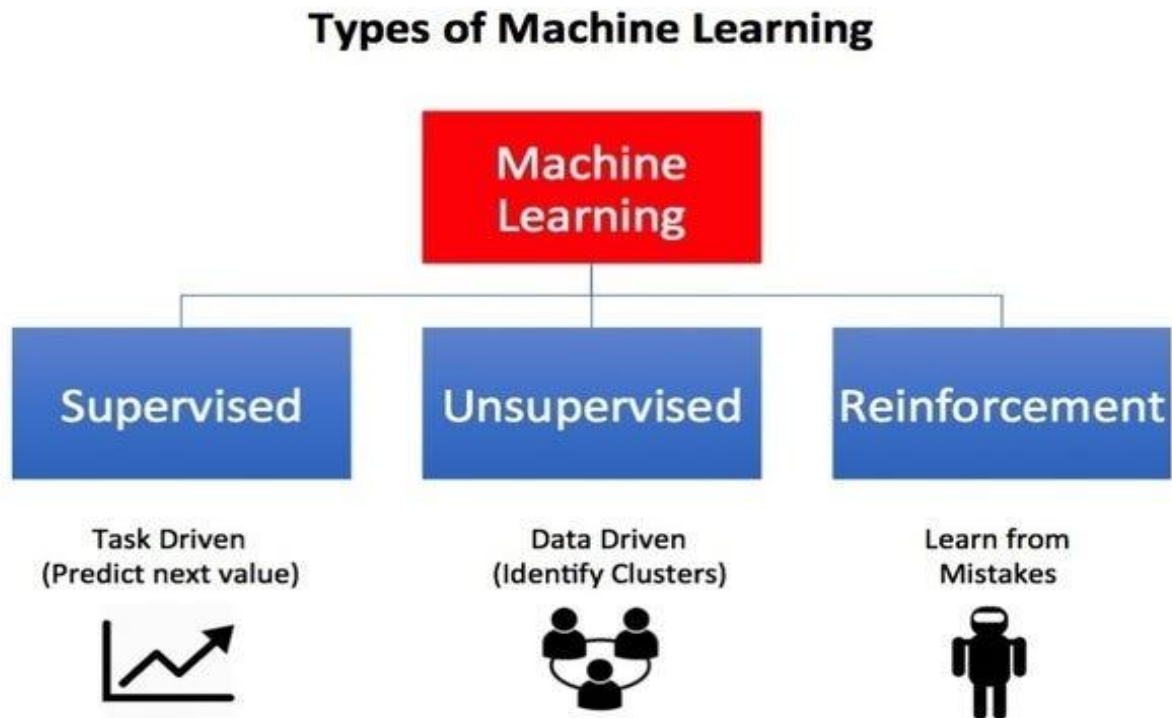 Types of Machine Learning
Machine
Learning
Supervised
Unsupervised
Reinforcement
Task Driven
(Predict next value)
Data Driven
(Identify Clusters)
Learn from
Mistakes